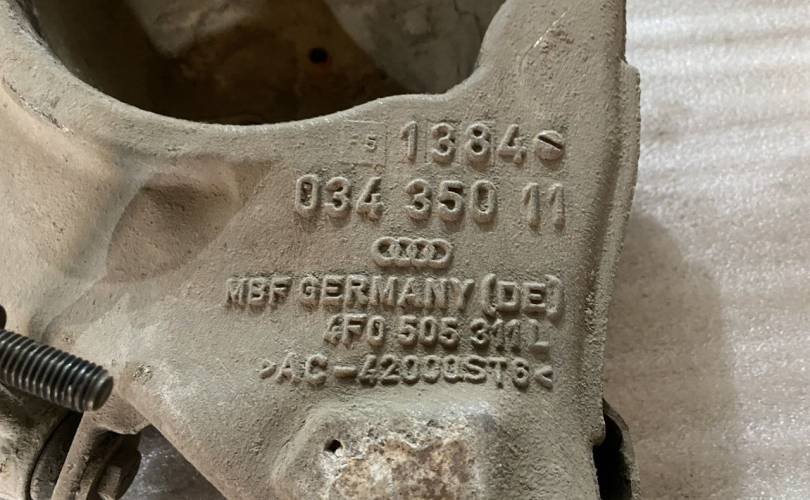 1384
034 350 11
MBF GERMANY (DE)
4F0 505 311 L
>AC-42000ST6<